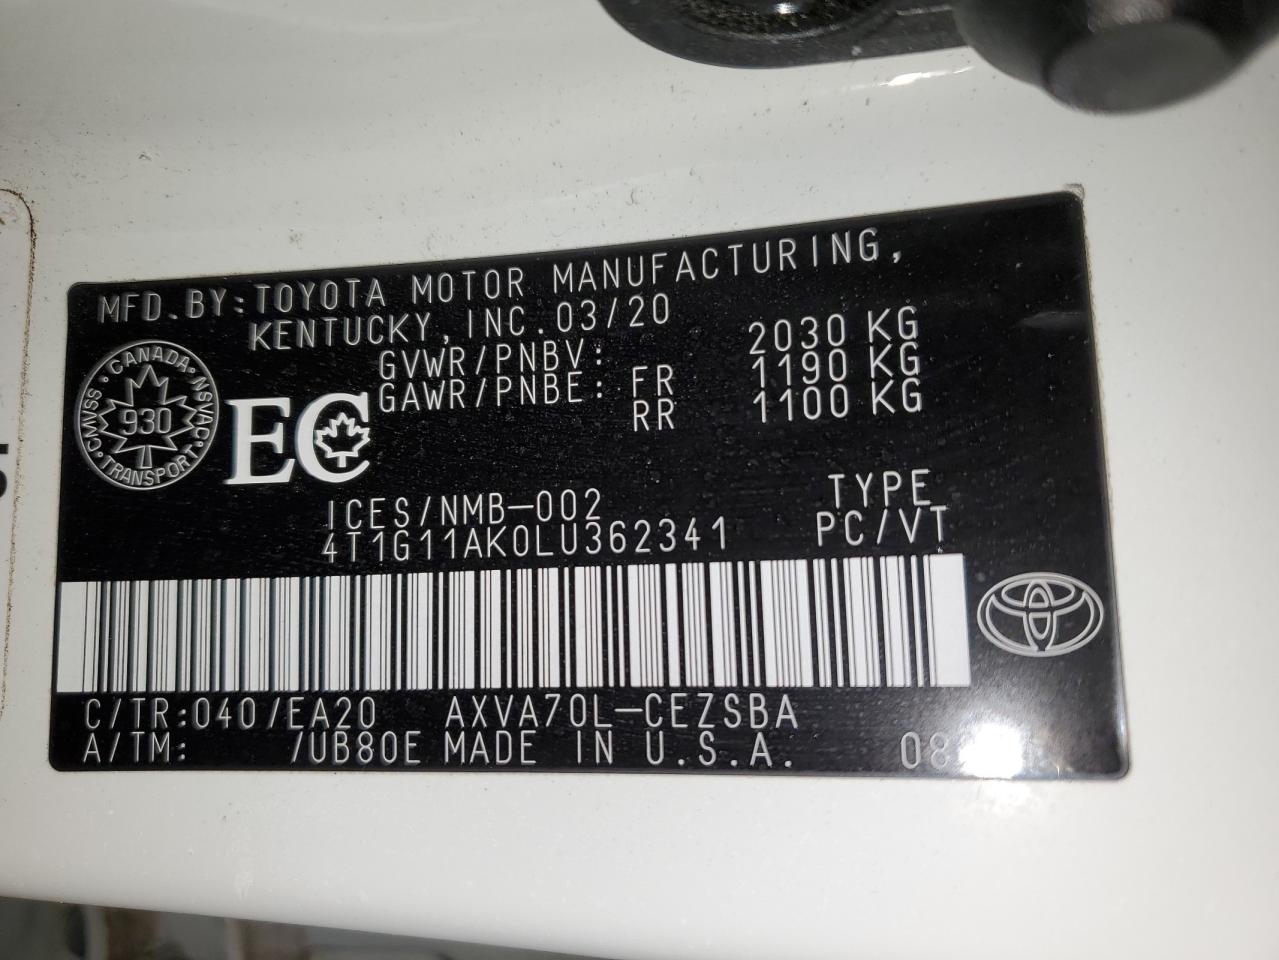 MFD. BY: TOYOTA MOTOR MANUFACTURING,
KENTUCKY, INC. 03/20
GVWR/PNBV: 2030 KG
GAWR/PNBE: FR 1190 KG
RR 1100 KG
CANADA
CMVSS NSVAC
930
TRANSPORT
EC
ICES/NMB-002
4T1G11AK0LU362341
TYPE
PC/VT
C/TR:040/EA20 AXVA70L-CEZSBA
A/TM: /UB80E MADE IN U.S.A.